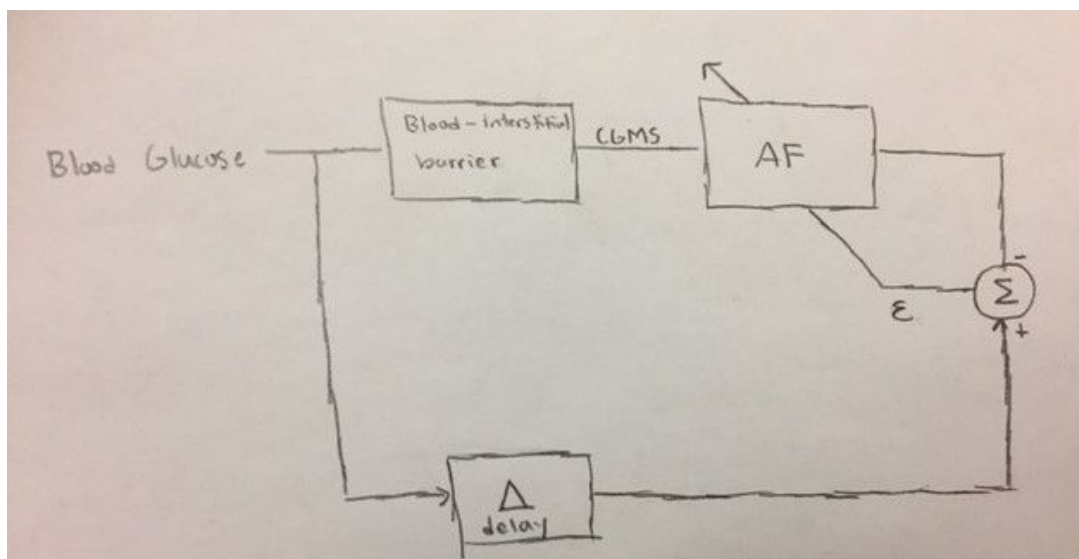 Blood Glucose
Blood-interstitial
barrier
CGMS
AF
-
Σ
ε
+
Δ
delay